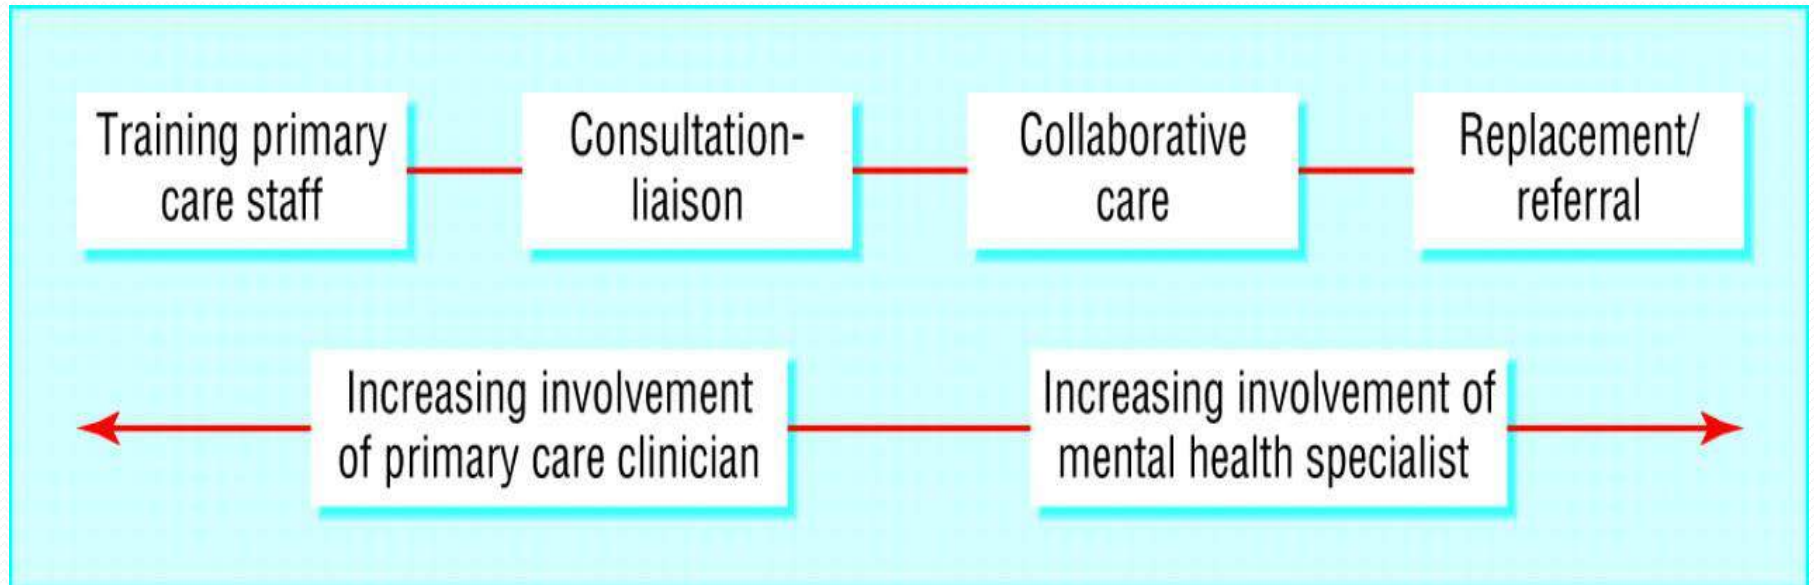 Training primary
care staff
Consultation-
liaison
Collaborative
care
Replacement/
referral
Increasing involvement
of primary care clinician
Increasing involvement of
mental health specialist